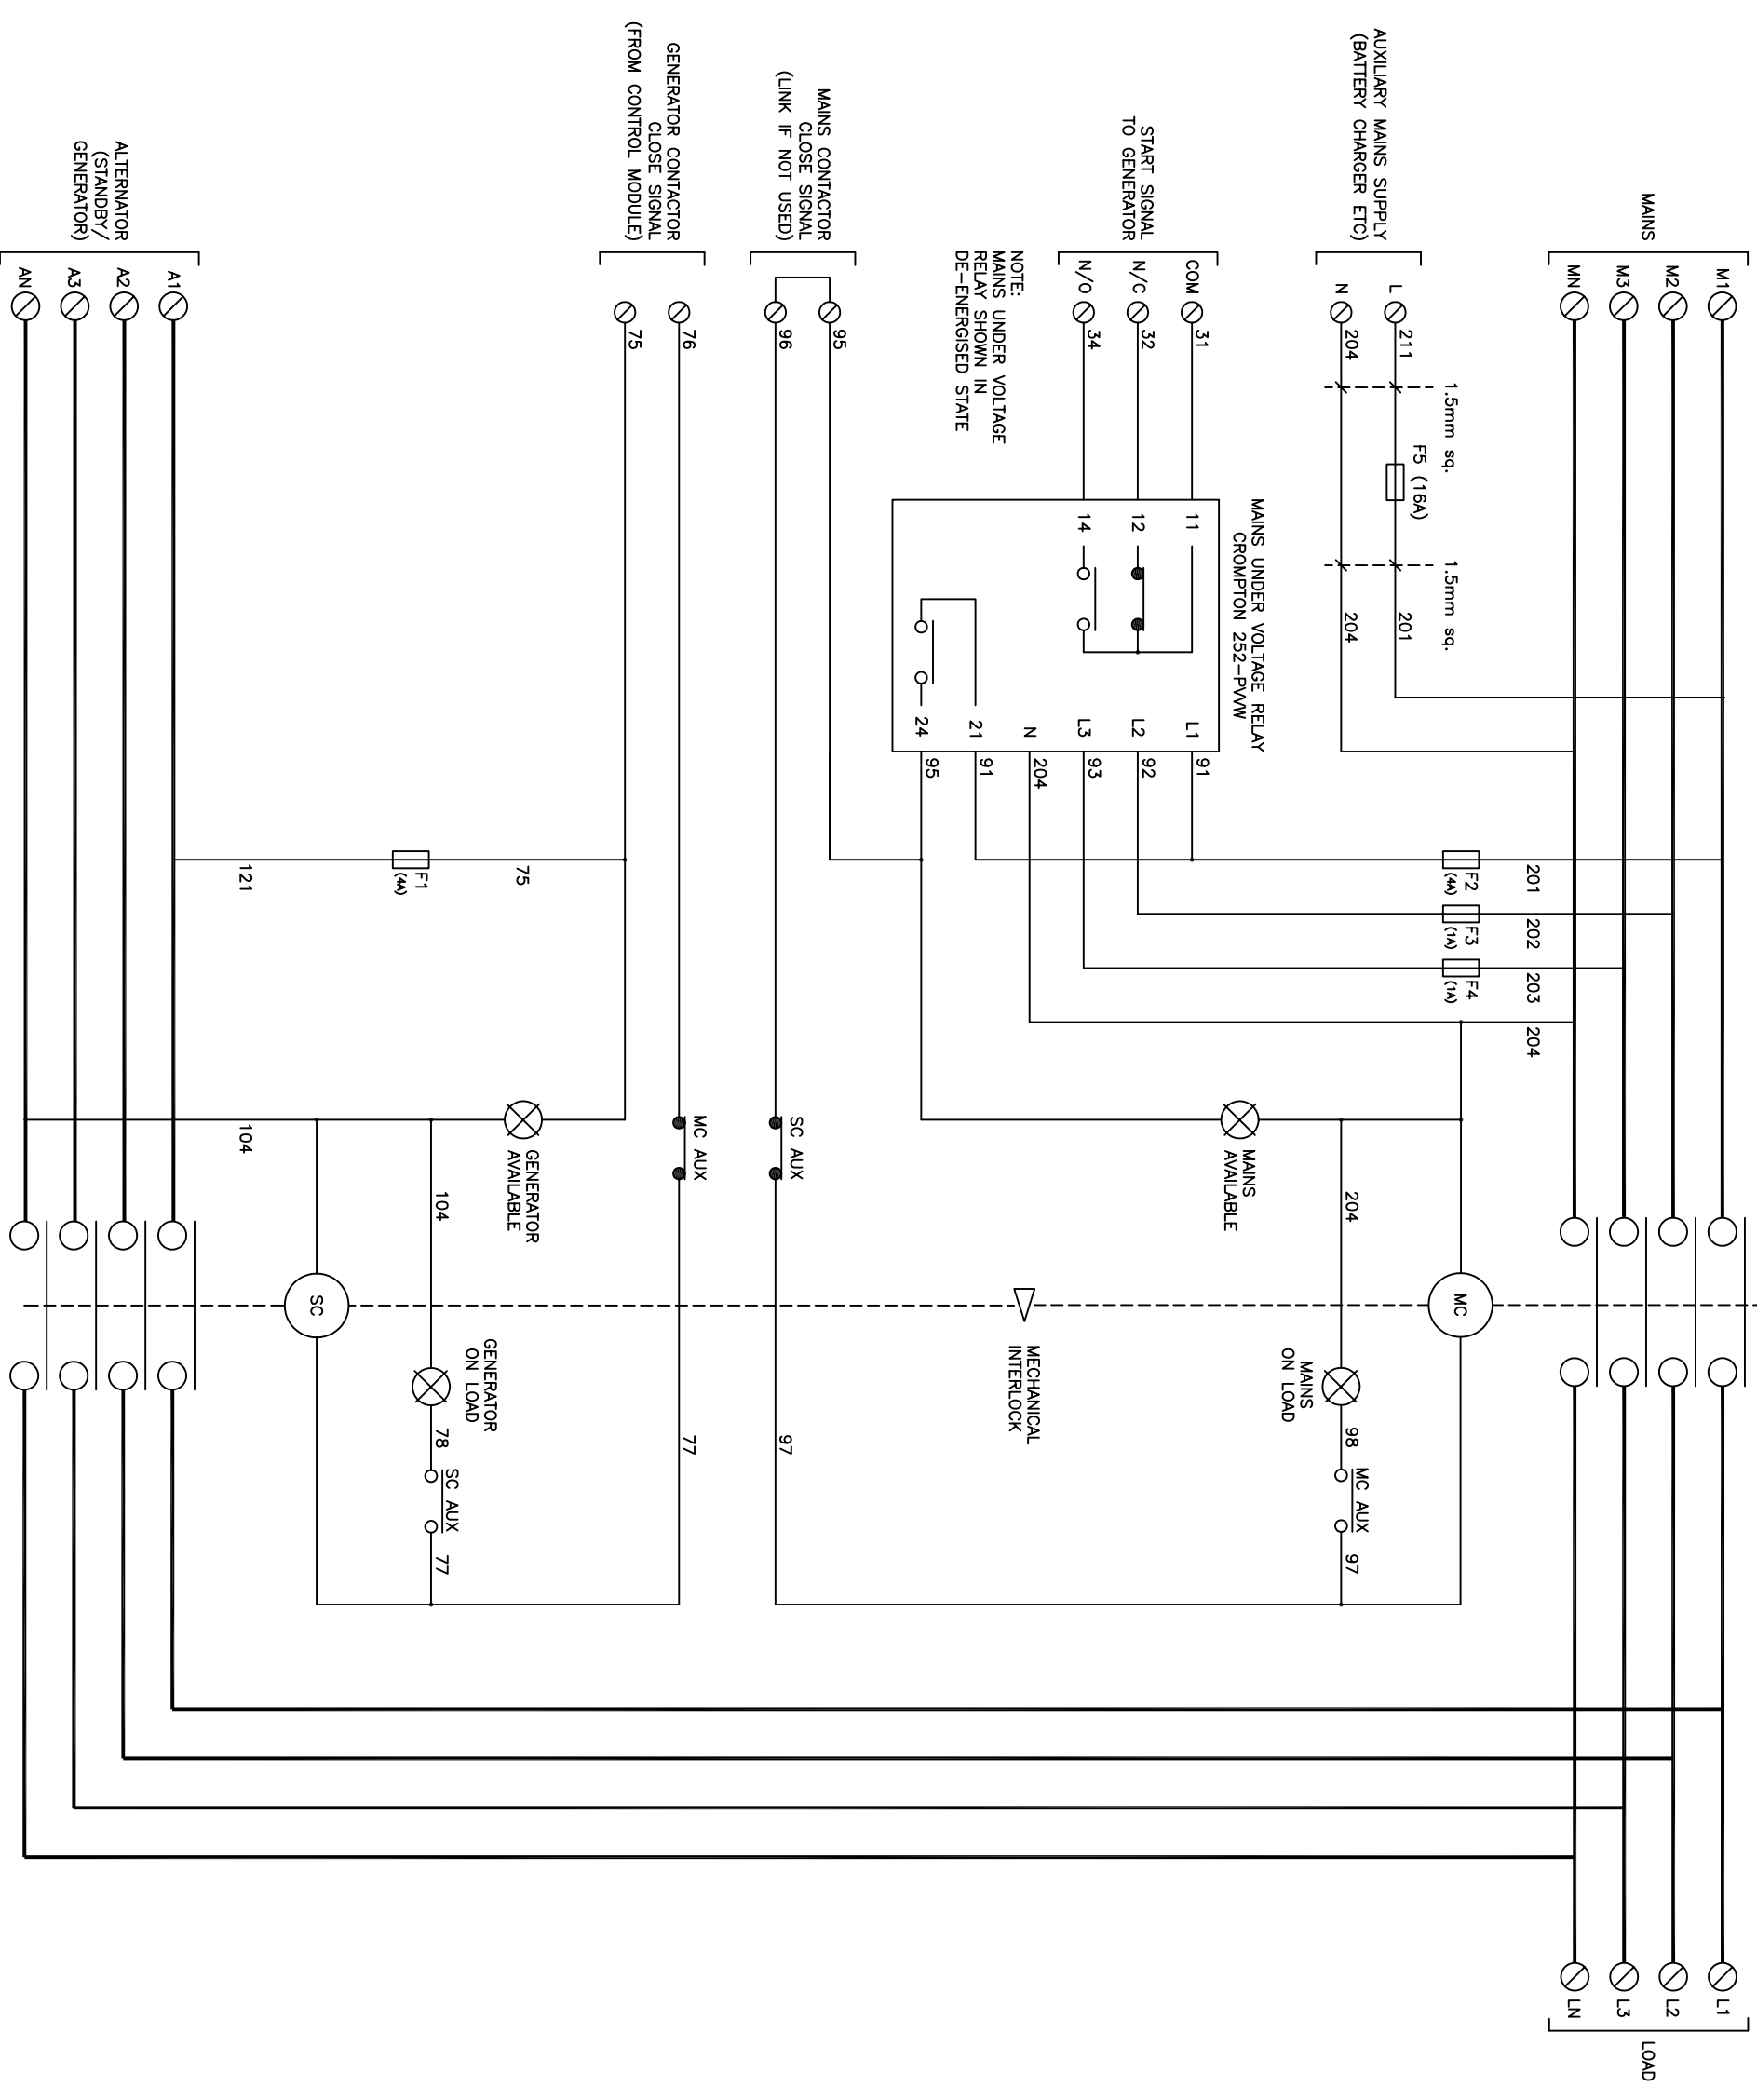 MAINS
M1
M2
M3
MN
AUXILIARY MAINS SUPPLY
(BATTERY CHARGER ETC)
L
N
211
204
1.5mm sq.
F5 (16A)
1.5mm sq.
201
204
START SIGNAL
TO GENERATOR
COM
N/C
N/O
31
32
34
NOTE:
MAINS UNDER VOLTAGE
RELAY SHOWN IN
DE-ENERGISED STATE
MAINS UNDER VOLTAGE RELAY
CROMPTON 252-PVVW
11
12
14
L1
L2
L3
N
21
24
91
92
93
204
91
95
201
F2
(4A)
202
F3
(1A)
203
F4
(1A)
204
MAINS
AVAILABLE
204
MC
MAINS
ON LOAD
98
MC AUX
97
MECHANICAL
INTERLOCK
MAINS CONTACTOR
CLOSE SIGNAL
(LINK IF NOT USED)
95
96
SC AUX
97
GENERATOR CONTACTOR
CLOSE SIGNAL
(FROM CONTROL MODULE)
76
75
MC AUX
77
75
F1
(4A)
121
GENERATOR
AVAILABLE
104
104
GENERATOR
ON LOAD
78
SC AUX
77
SC
ALTERNATOR
(STANDBY/
GENERATOR)
A1
A2
A3
AN
L1
L2
L3
LN
LOAD